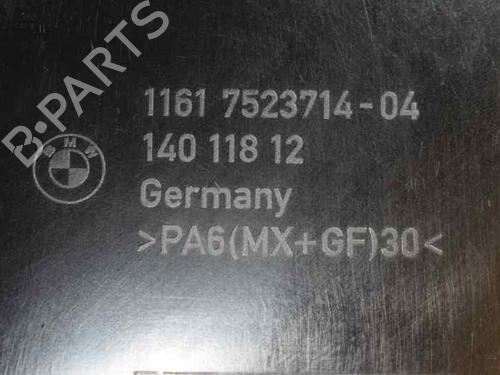 B-PARTS
BMW
1161 7523714-04
140 118 12
Germany
>PA6(MX+GF)30<